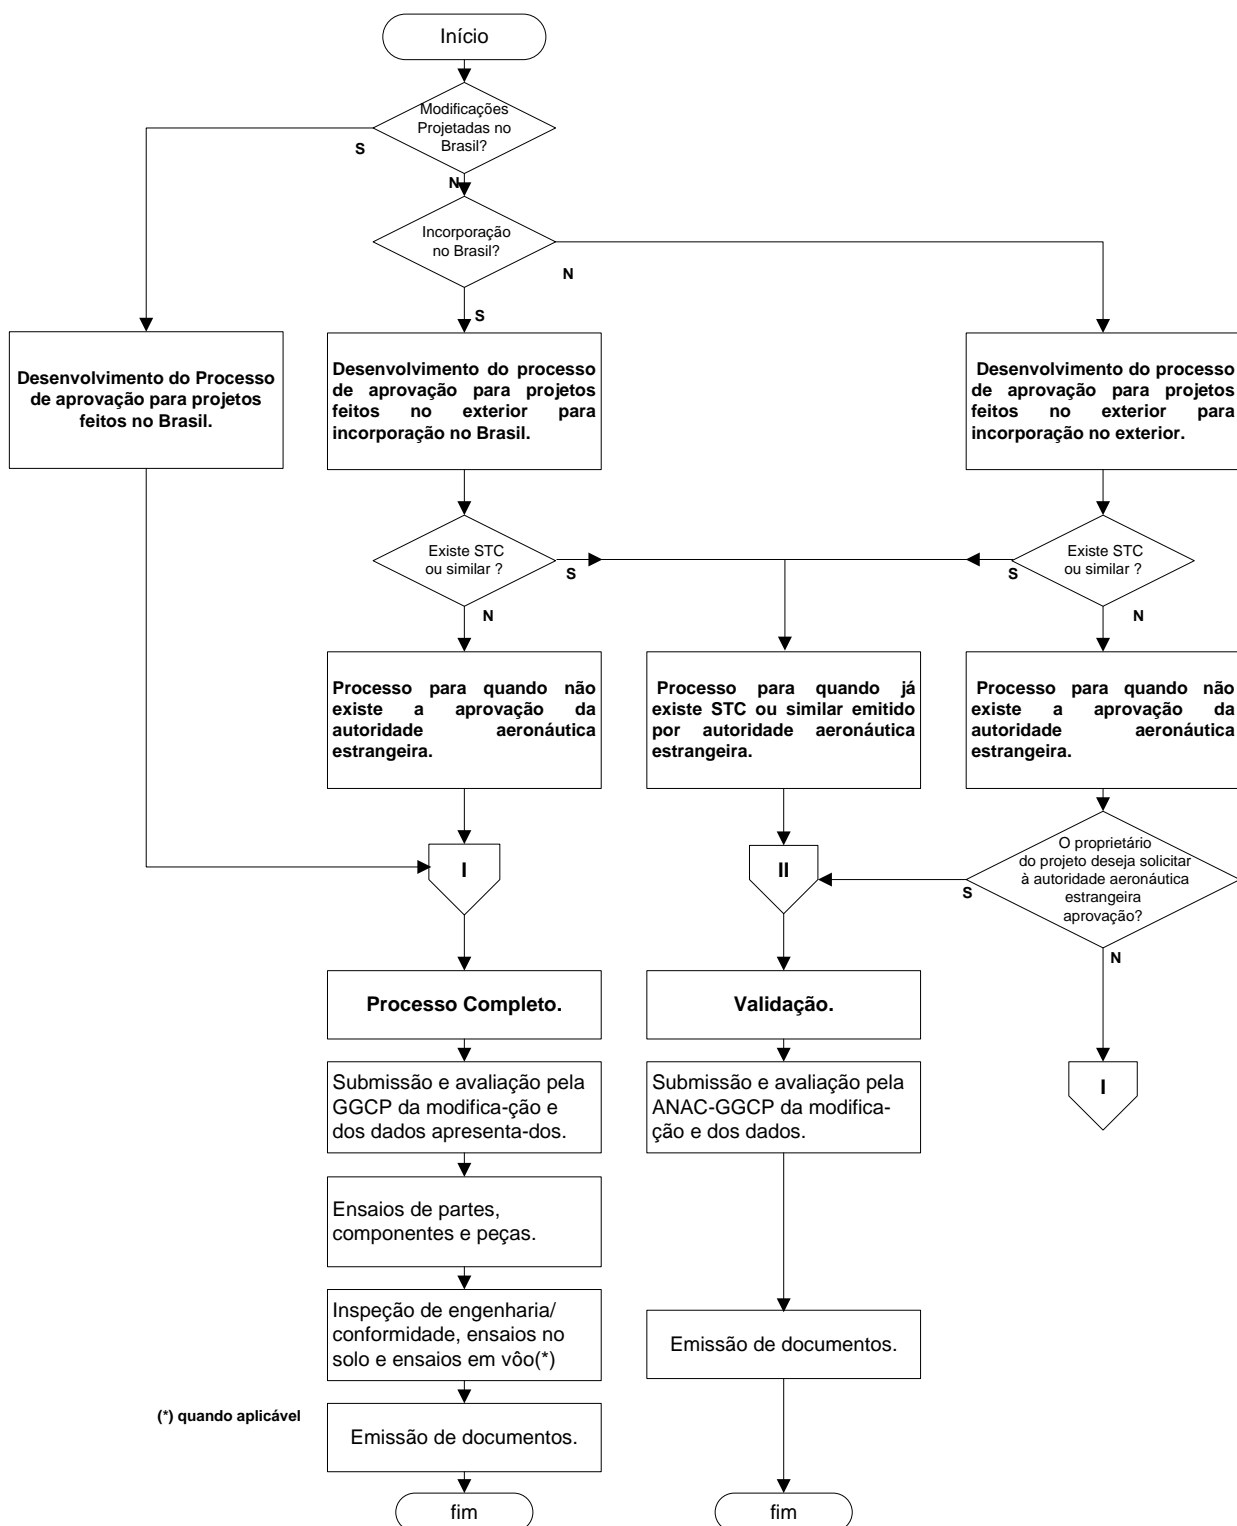 Início
Modificações
Projetadas no
Brasil?
S
N
Incorporação
no Brasil?
N
S
Desenvolvimento do Processo
de aprovação para projetos
feitos no Brasil.
Desenvolvimento do processo
de aprovação para projetos
feitos no exterior para
incorporação no Brasil.
Desenvolvimento do processo
de aprovação para projetos
feitos no exterior para
incorporação no exterior.
Existe STC
ou similar ?
S
N
Existe STC
ou similar ?
S
N
Processo para quando não
existe a aprovação da
autoridade aeronáutica
estrangeira.
Processo para quando já
existe STC ou similar emitido
por autoridade aeronáutica
estrangeira.
Processo para quando não
existe a aprovação da
autoridade aeronáutica
estrangeira.
I
II
O proprietário
do projeto deseja solicitar
à autoridade aeronáutica
estrangeira
aprovação?
S
N
Processo Completo.
Validação.
I
Submissão e avaliação pela
GGCP da modifica-ção e
dos dados apresenta-dos.
Submissão e avaliação pela
ANAC-GGCP da modifica-
ção e dos dados.
Ensaios de partes,
componentes e peças.
Inspeção de engenharia/
conformidade, ensaios no
solo e ensaios em vôo(*)
Emissão de documentos.
(*) quando aplicável
Emissão de documentos.
fim
fim